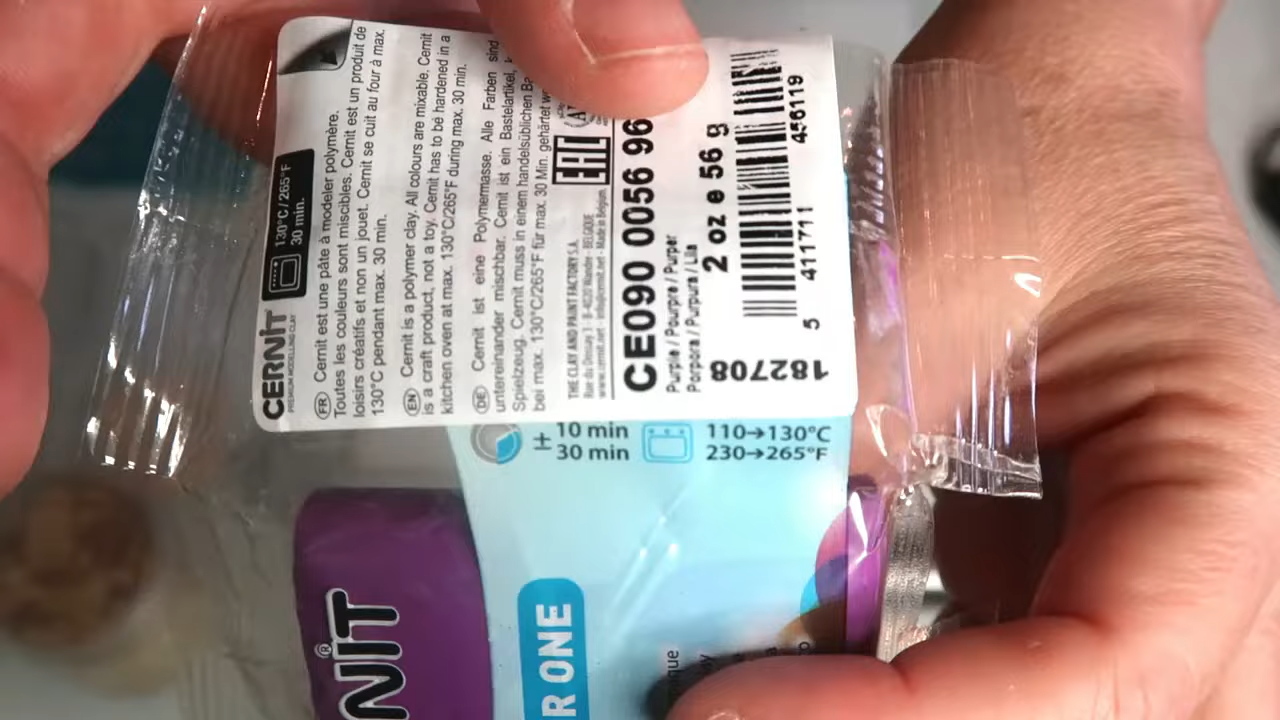 CERNIT
PREMIUM MODELLING CLAY
130°C/265°F
30 min.
FR Cernit est une pâte à modeler polymère.
Toutes les couleurs sont miscibles. Cernit est un produit de
loisirs créatifs et non un jouet. Cernit se cuit au four à max.
130°C pendant max. 30 min.
EN Cernit is a polymer clay. All colours are mixable. Cernit
is a craft product, not a toy. Cernit has to be hardened in a
kitchen oven at max. 130°C/265°F during max. 30 min.
DE Cernit ist eine Polymermasse. Alle Farben sind
untereinander mischbar. Cernit ist ein Bastelartikel,
Spielzeug. Cernit muss in einem handelsüblichen
bei max. 130°C/265°F für max. 30 Min. gehärtet
EAC
THE CLAY AND PAINT FACTORY S.A.
www.cernit.net - info@cernit.net - Made in Belgium
CE090 0056 96
Purple / Pourpre / Purper
Porpora / Purpura / Lila
2 oz e 56 g
5 411711 456119
182708
10 min
30 min
110→130°C
230→265°F
NiT®
R ONE
que